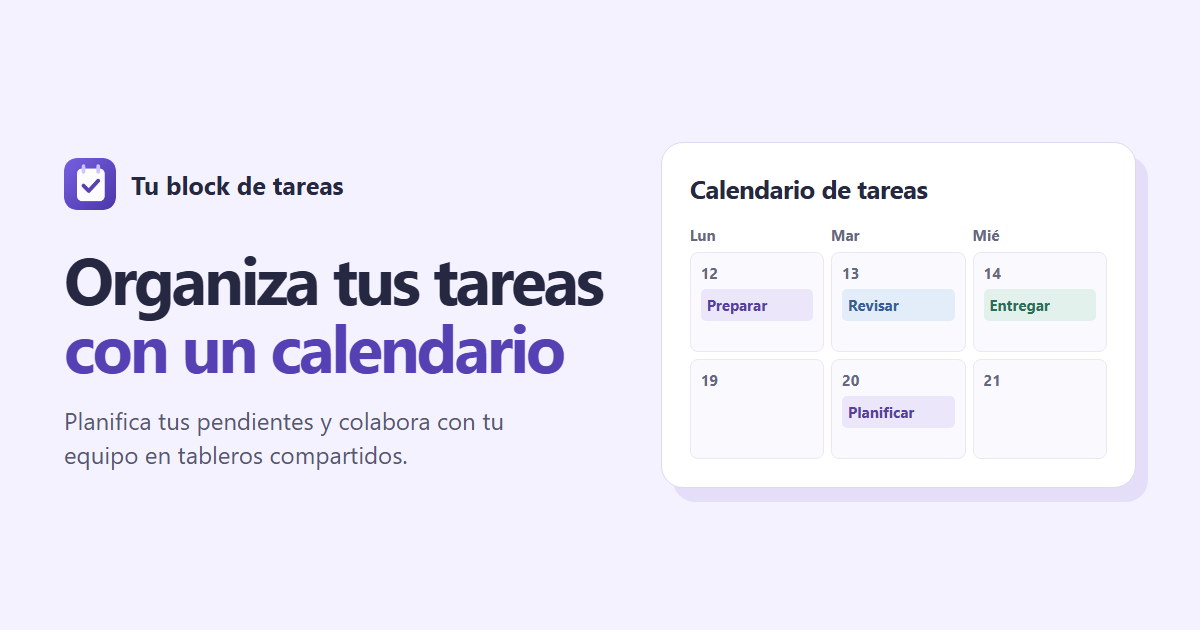 Tu block de tareas
Organiza tus tareas
con un calendario
Planifica tus pendientes y colabora con tu
equipo en tableros compartidos.
Calendario de tareas
Lun Mar Mié
12 13 14
Preparar Revisar Entregar
19 20 21
Planificar